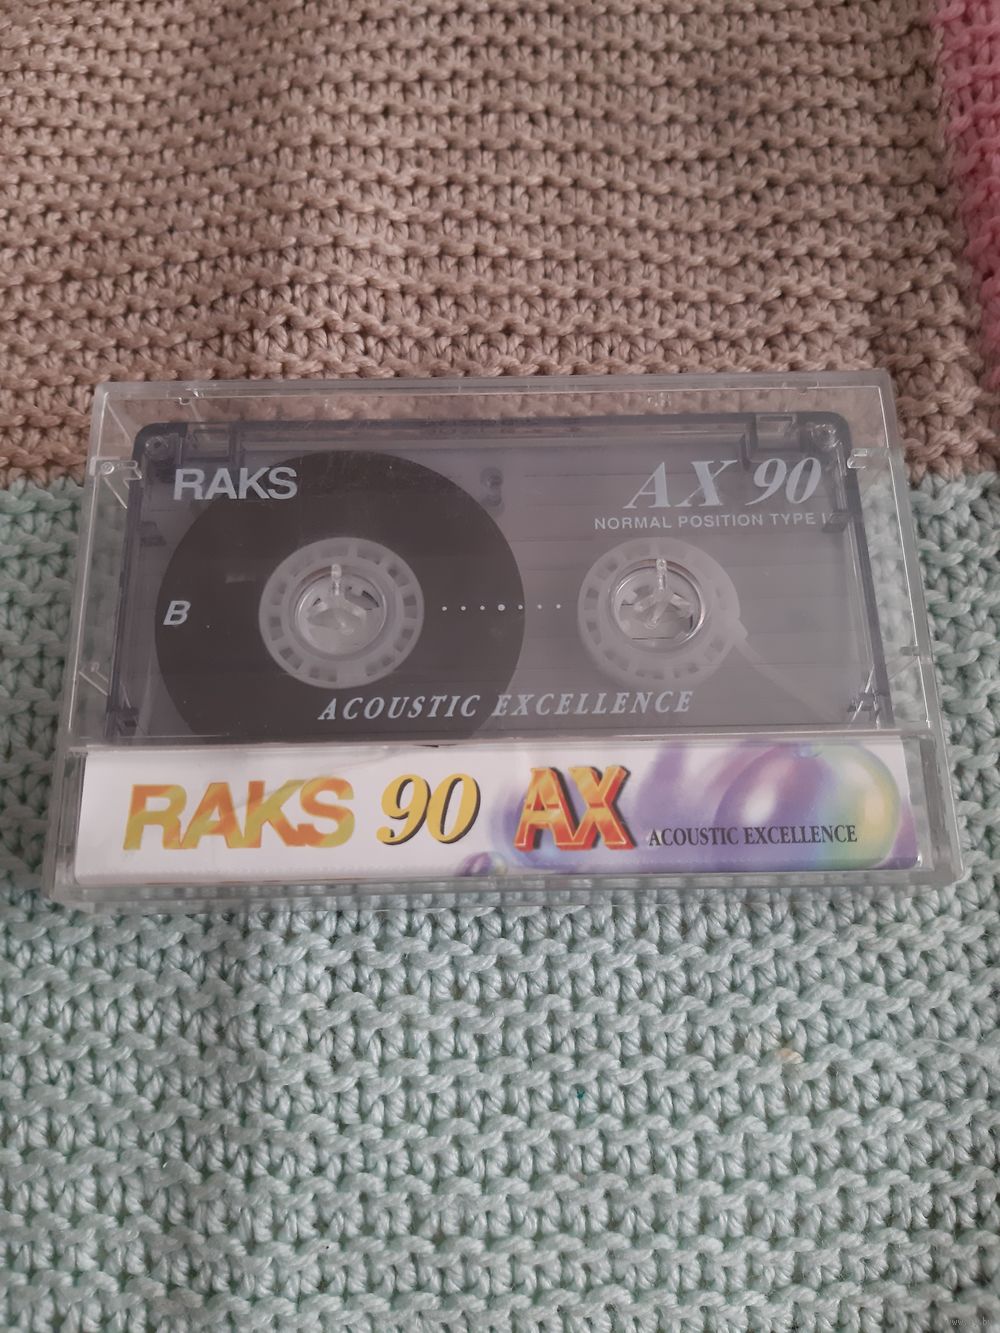 RAKS
AX 90
NORMAL POSITION TYPE I
B
ACOUSTIC EXCELLENCE
RAKS 90 AX ACOUSTIC EXCELLENCE